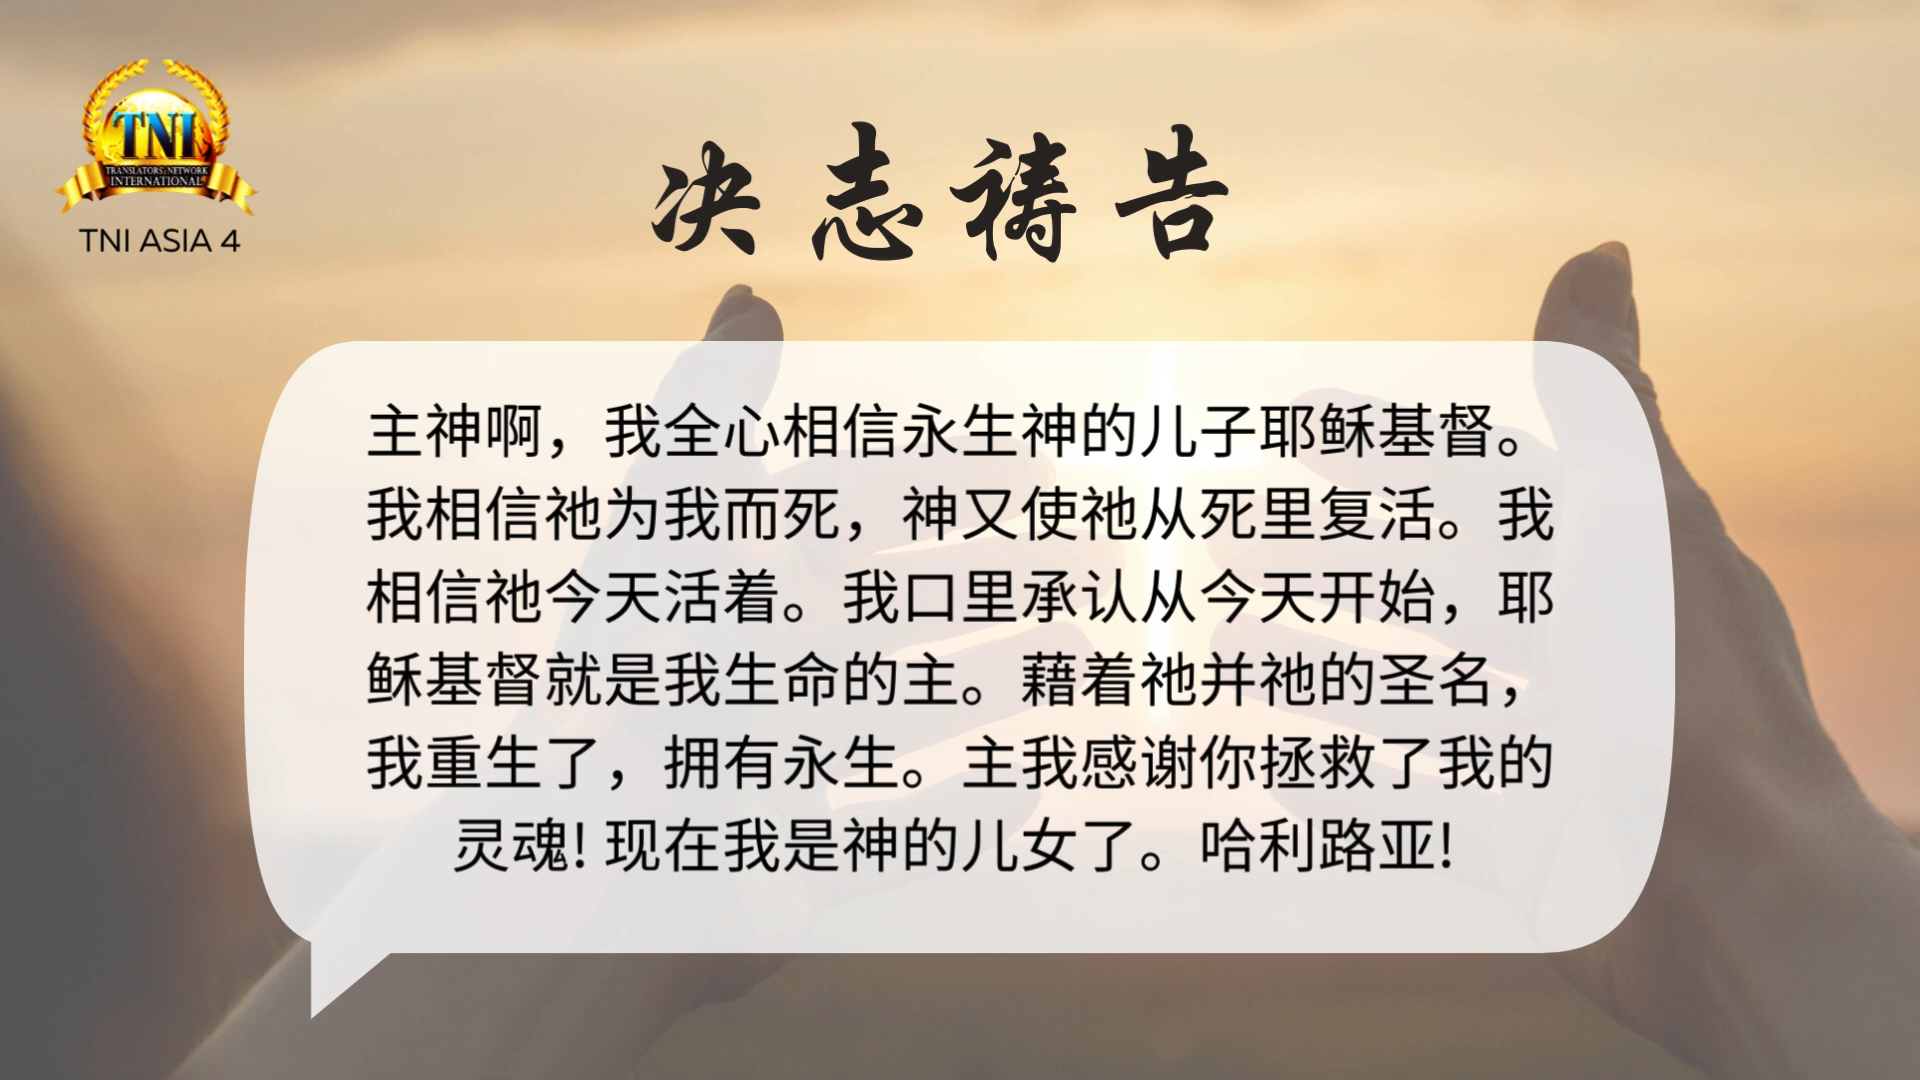 TNI
TRANSLATORS NETWORK
INTERNATIONAL
TNI ASIA 4
决志祷告
主神啊，我全心相信永生神的儿子耶稣基督。
我相信祂为我而死，神又使祂从死里复活。我
相信祂今天活着。我口里承认从今天开始，耶
稣基督就是我生命的主。藉着祂并祂的圣名，
我重生了，拥有永生。主我感谢你拯救了我的
灵魂! 现在我是神的儿女了。哈利路亚!